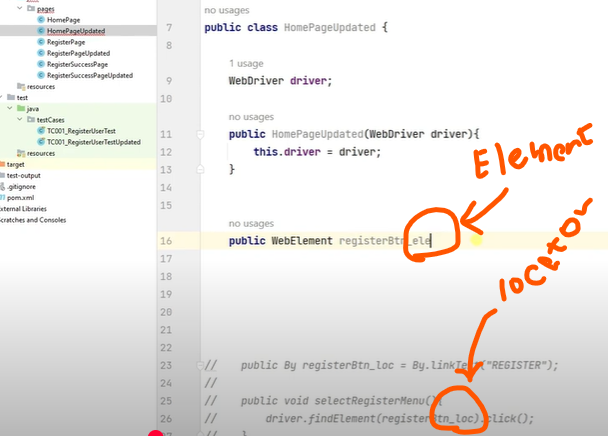 pages
HomePage
HomePageUpdated
RegisterPage
RegisterPageUpdated
RegisterSuccessPage
RegisterSuccessPageUpdated
resources
test
java
testCases
TC001_RegisterUserTest
TC001_RegisterUserTestUpdated
resources
target
test-output
.gitignore
pom.xml
xternal Libraries
cratches and Consoles
no usages
7 public class HomePageUpdated {
8
1 usage
9 WebDriver driver;
10
no usages
11 public HomePageUpdated(WebDriver driver){
12 this.driver = driver;
13 }
14
15
no usages
16 public WebElement registerBtn_ele
17
18
19
20
21
22
23 // public By registerBtn_loc = By.linkText("REGISTER");
24 //
25 // public void selectRegisterMenu(){
26 // driver.findElement(registerBtn_loc).click();
// }
Element
locator